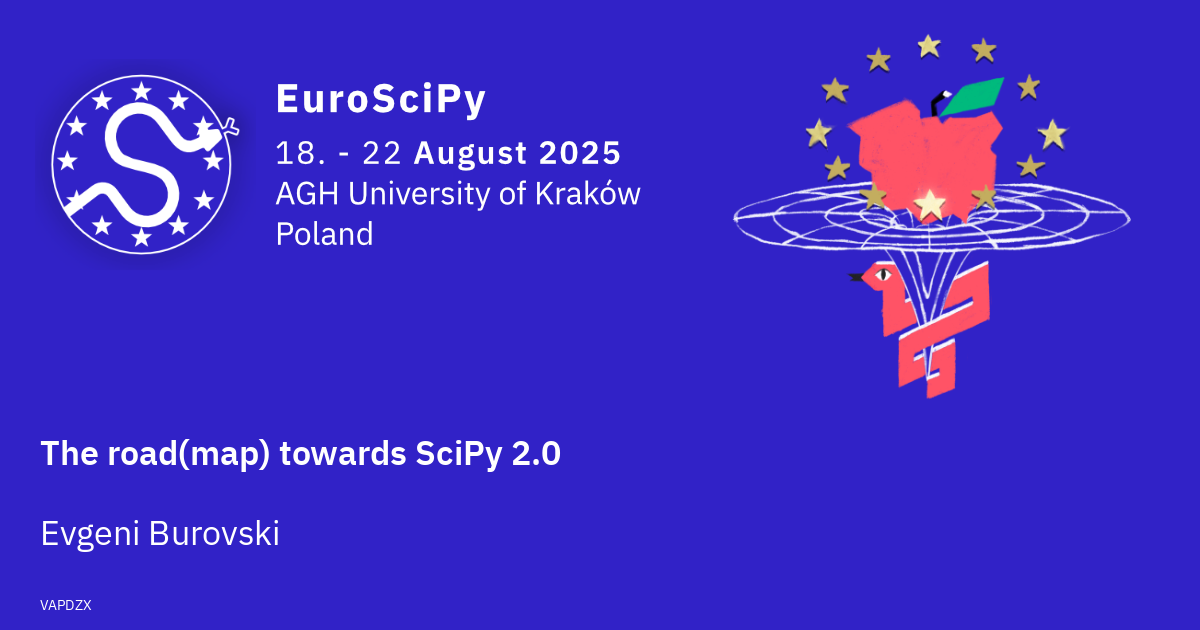 EuroSciPy
18. - 22 August 2025
AGH University of Kraków
Poland
The road(map) towards SciPy 2.0
Evgeni Burovski
VAPDZX